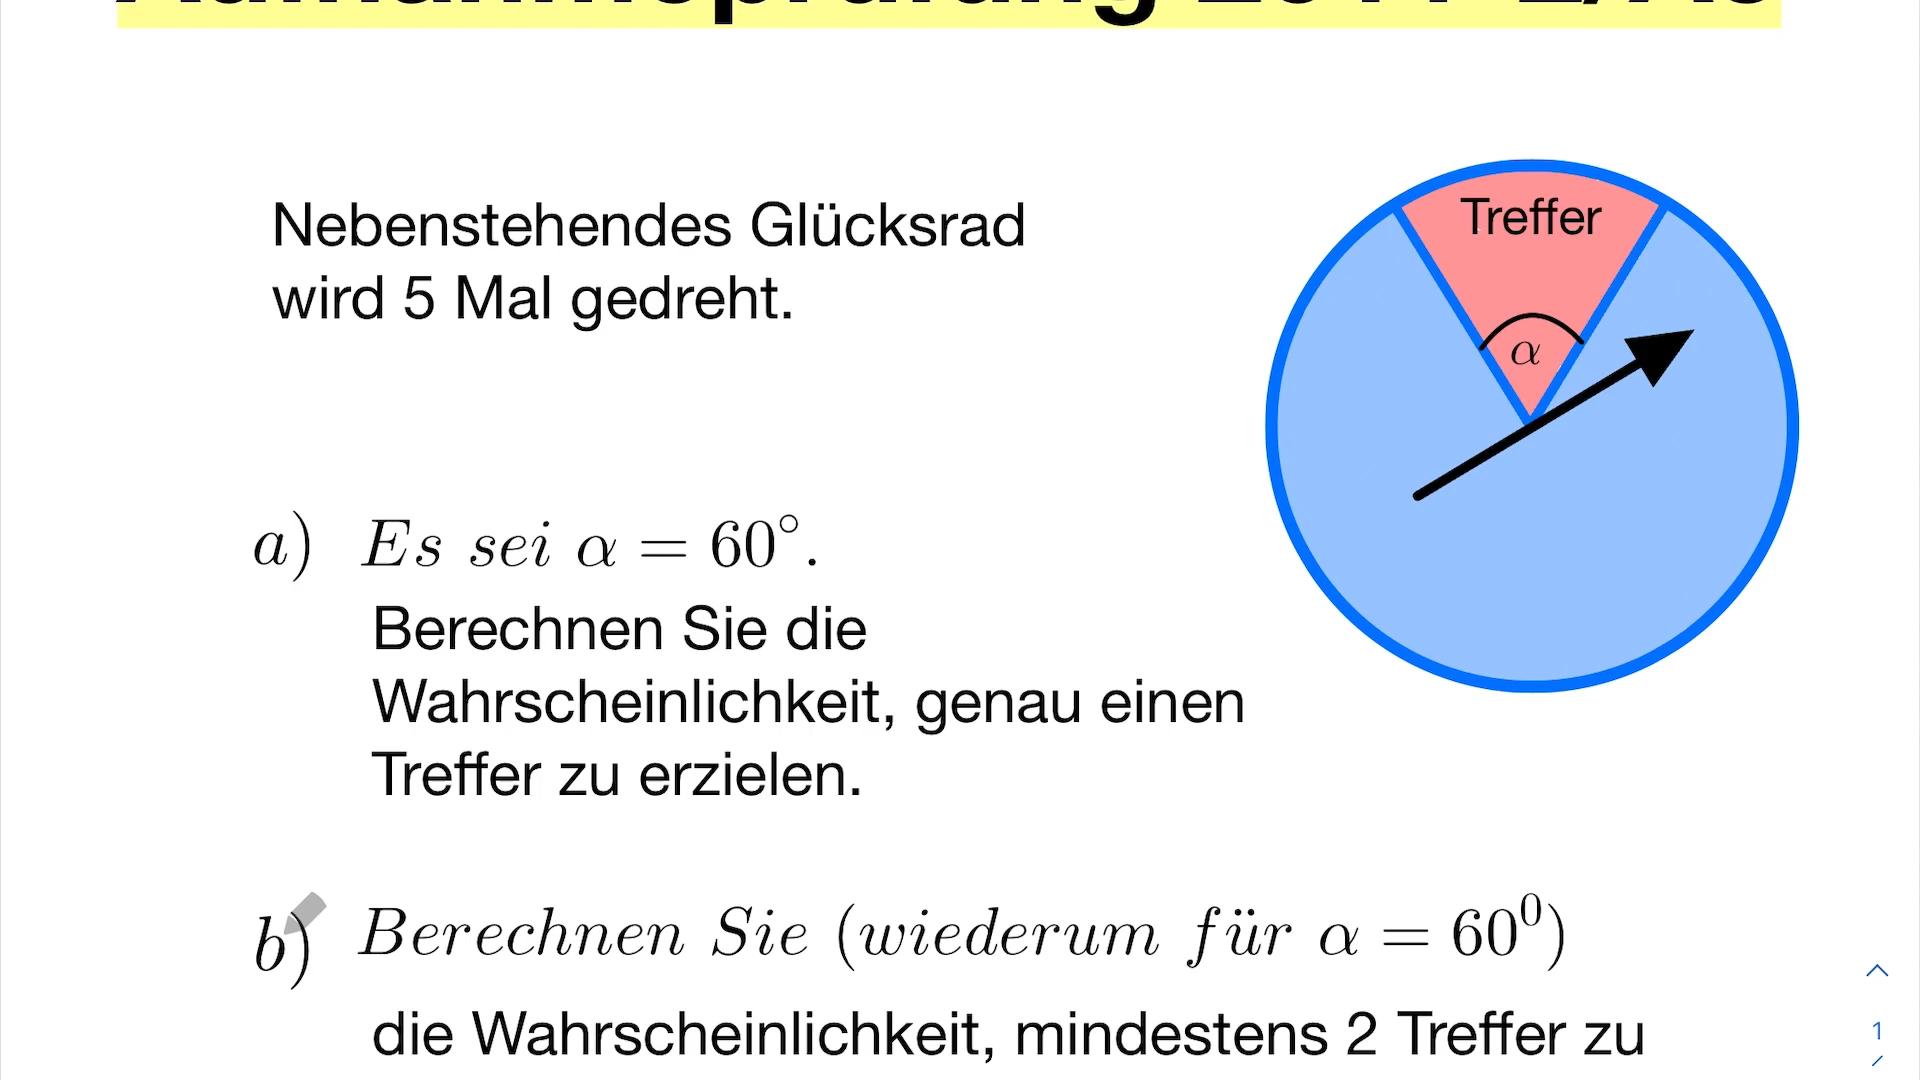 Nebenstehendes Glücksrad
wird 5 Mal gedreht.
Treffer
α
a) Es sei α = 60°.
Berechnen Sie die
Wahrscheinlichkeit, genau einen
Treffer zu erzielen.
b) Berechnen Sie (wiederum für α = 60⁰)
die Wahrscheinlichkeit, mindestens 2 Treffer zu
1